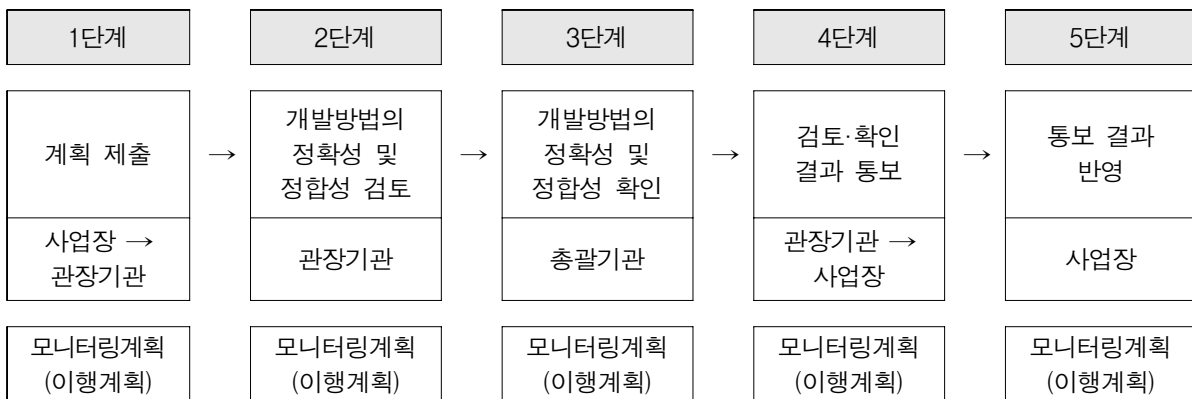 1단계
2단계
3단계
4단계
5단계
계획 제출
→
개발방법의
정확성 및
정합성 검토
→
개발방법의
정확성 및
정합성 확인
→
검토·확인
결과 통보
→
통보 결과
반영
사업장 →
관장기관
관장기관
총괄기관
관장기관 →
사업장
사업장
모니터링계획
(이행계획)
모니터링계획
(이행계획)
모니터링계획
(이행계획)
모니터링계획
(이행계획)
모니터링계획
(이행계획)